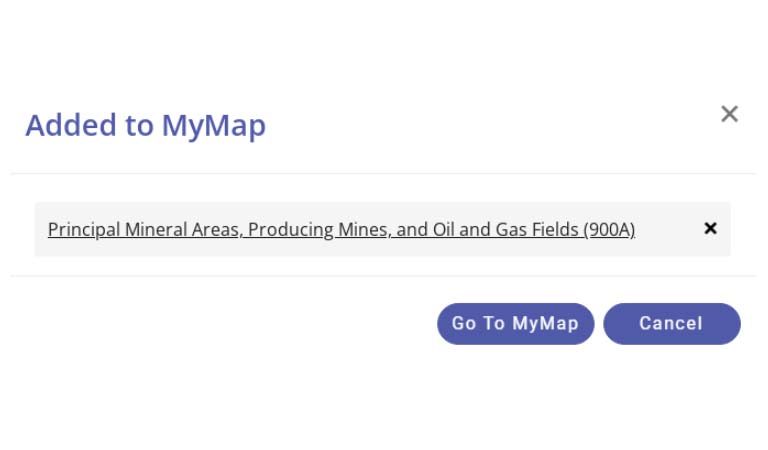 Added to MyMap
Principal Mineral Areas, Producing Mines, and Oil and Gas Fields (900A)
Go To MyMap
Cancel